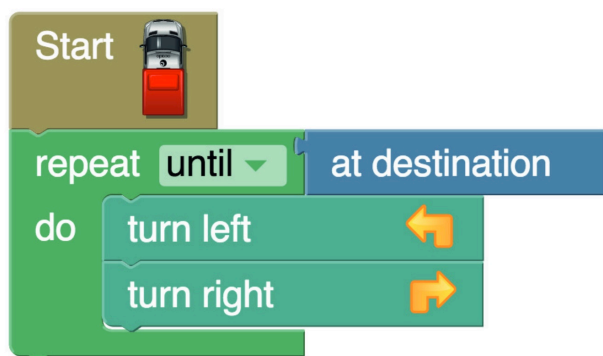 Start
repeat until at destination
do turn left
turn right